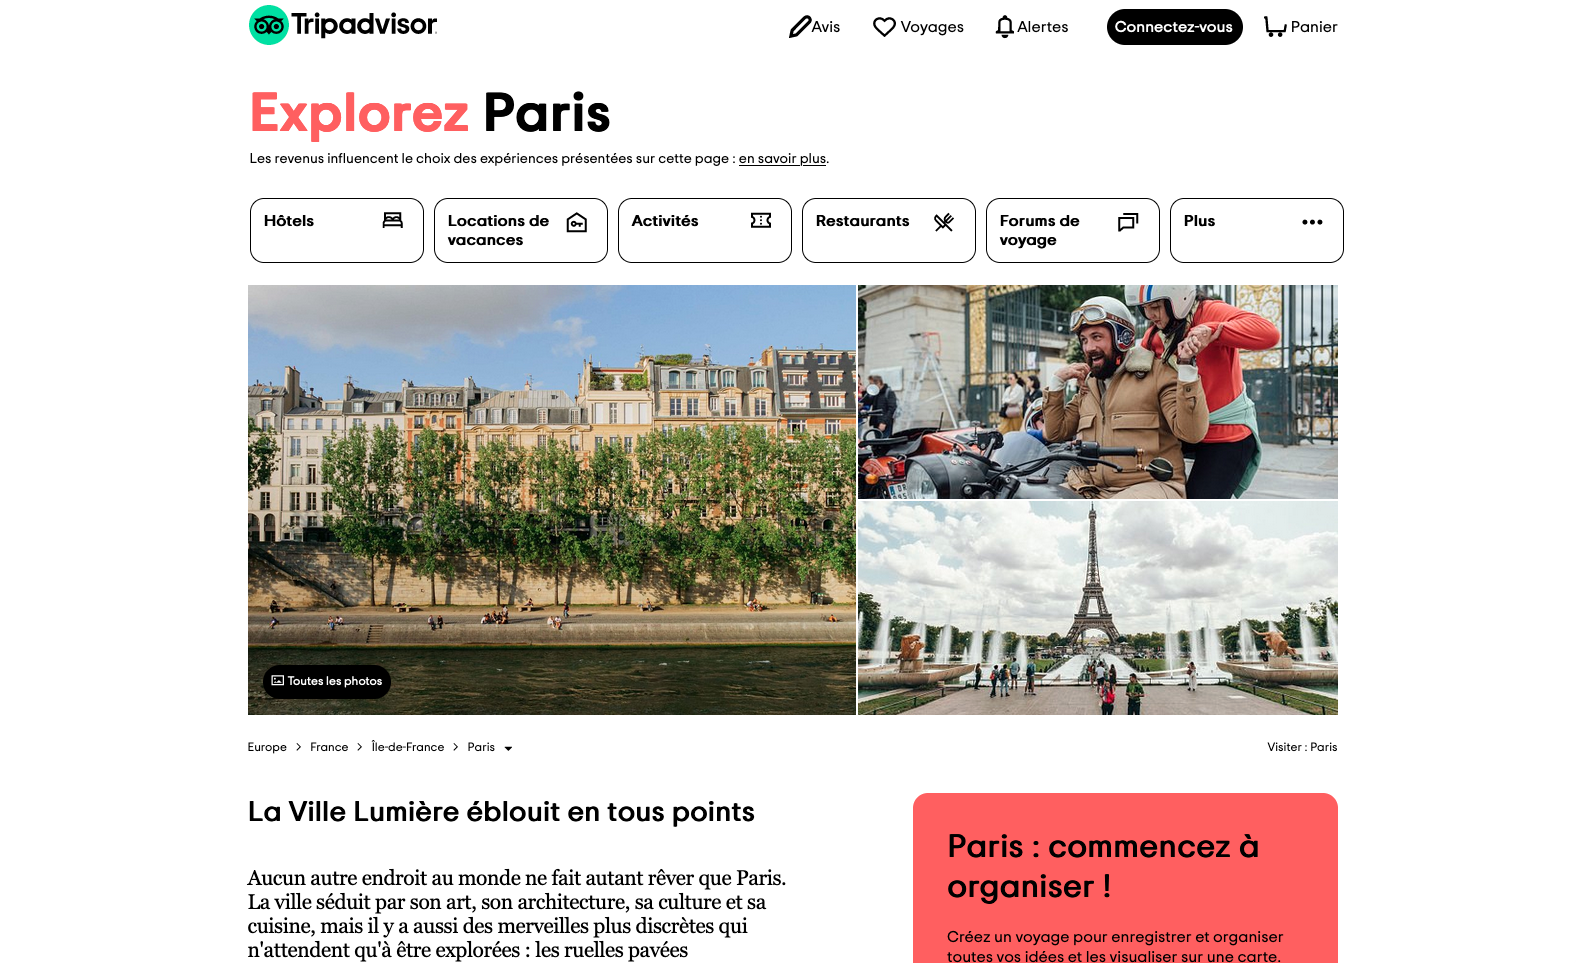 Tripadvisor
Avis
Voyages
Alertes
Connectez-vous
Panier
Explorez Paris
Les revenus influencent le choix des expériences présentées sur cette page : en savoir plus.
Hôtels
Locations de
vacances
Activités
Restaurants
Forums de
voyage
Plus
Toutes les photos
Europe > France > Île-de-France > Paris
Visiter : Paris
La Ville Lumière éblouit en tous points
Aucun autre endroit au monde ne fait autant rêver que Paris.
La ville séduit par son art, son architecture, sa culture et sa
cuisine, mais il y a aussi des merveilles plus discrètes qui
n'attendent qu'à être explorées : les ruelles pavées
Paris : commencez à
organiser !
Créez un voyage pour enregistrer et organiser
toutes vos idées et les visualiser sur une carte.